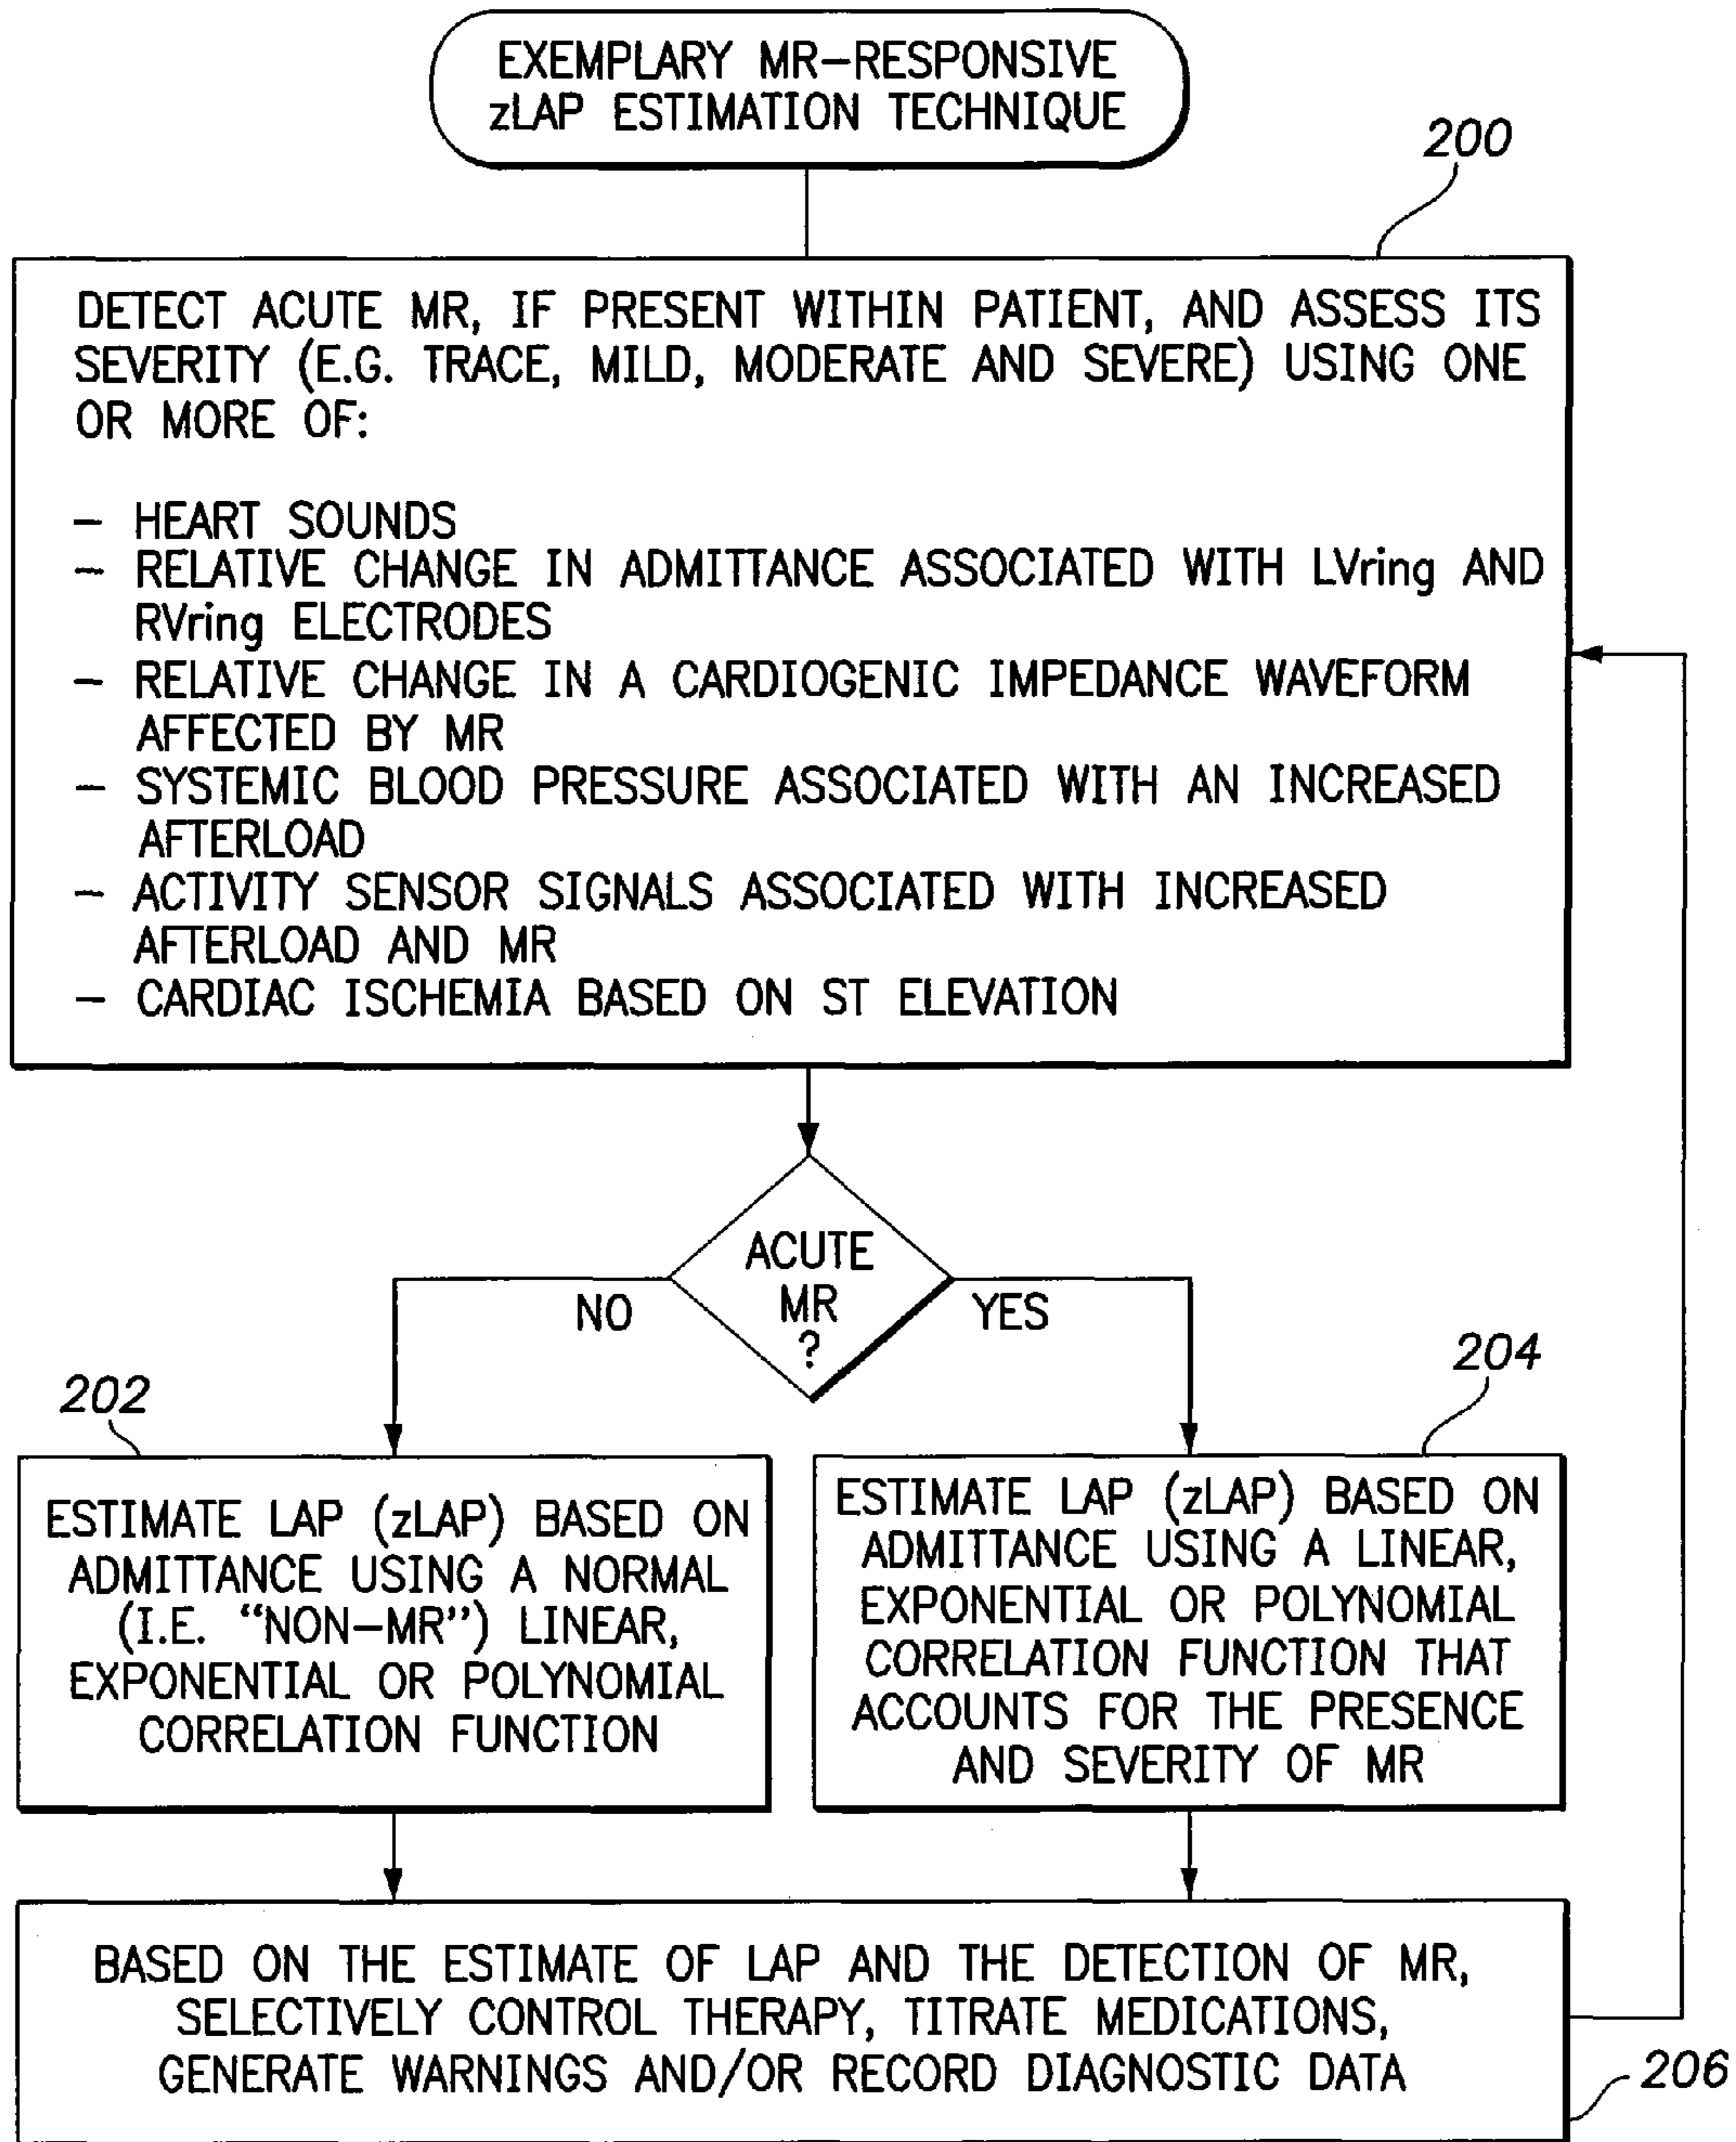 EXEMPLARY MR-RESPONSIVE
zLAP ESTIMATION TECHNIQUE
200
DETECT ACUTE MR, IF PRESENT WITHIN PATIENT, AND ASSESS ITS
SEVERITY (E.G. TRACE, MILD, MODERATE AND SEVERE) USING ONE
OR MORE OF:
- HEART SOUNDS
- RELATIVE CHANGE IN ADMITTANCE ASSOCIATED WITH LVring AND
RVring ELECTRODES
- RELATIVE CHANGE IN A CARDIOGENIC IMPEDANCE WAVEFORM
AFFECTED BY MR
- SYSTEMIC BLOOD PRESSURE ASSOCIATED WITH AN INCREASED
AFTERLOAD
- ACTIVITY SENSOR SIGNALS ASSOCIATED WITH INCREASED
AFTERLOAD AND MR
- CARDIAC ISCHEMIA BASED ON ST ELEVATION
ACUTE
MR
?
NO
YES
202
ESTIMATE LAP (zLAP) BASED ON
ADMITTANCE USING A NORMAL
(I.E. “NON-MR”) LINEAR,
EXPONENTIAL OR POLYNOMIAL
CORRELATION FUNCTION
204
ESTIMATE LAP (zLAP) BASED ON
ADMITTANCE USING A LINEAR,
EXPONENTIAL OR POLYNOMIAL
CORRELATION FUNCTION THAT
ACCOUNTS FOR THE PRESENCE
AND SEVERITY OF MR
BASED ON THE ESTIMATE OF LAP AND THE DETECTION OF MR,
SELECTIVELY CONTROL THERAPY, TITRATE MEDICATIONS,
GENERATE WARNINGS AND/OR RECORD DIAGNOSTIC DATA
206